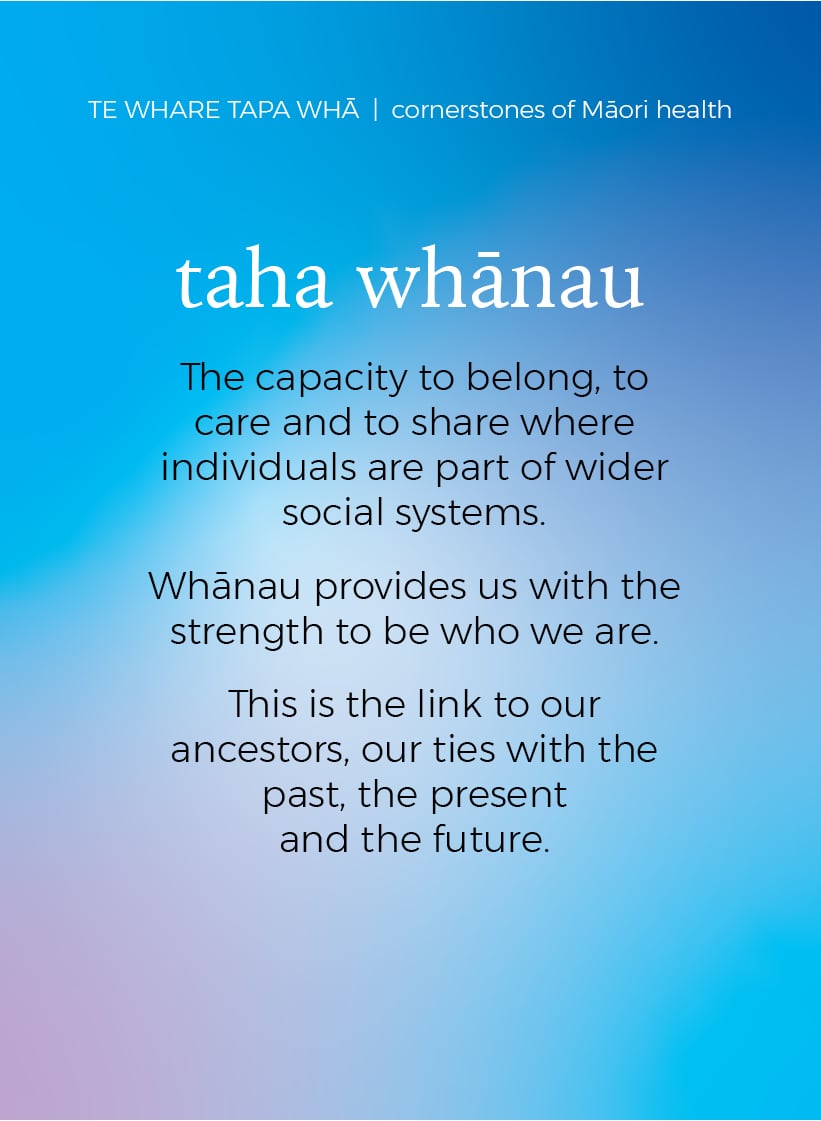 TE WHARE TAPA WHĀ | cornerstones of Māori health
taha whānau
The capacity to belong, to
care and to share where
individuals are part of wider
social systems.
Whānau provides us with the
strength to be who we are.
This is the link to our
ancestors, our ties with the
past, the present
and the future.